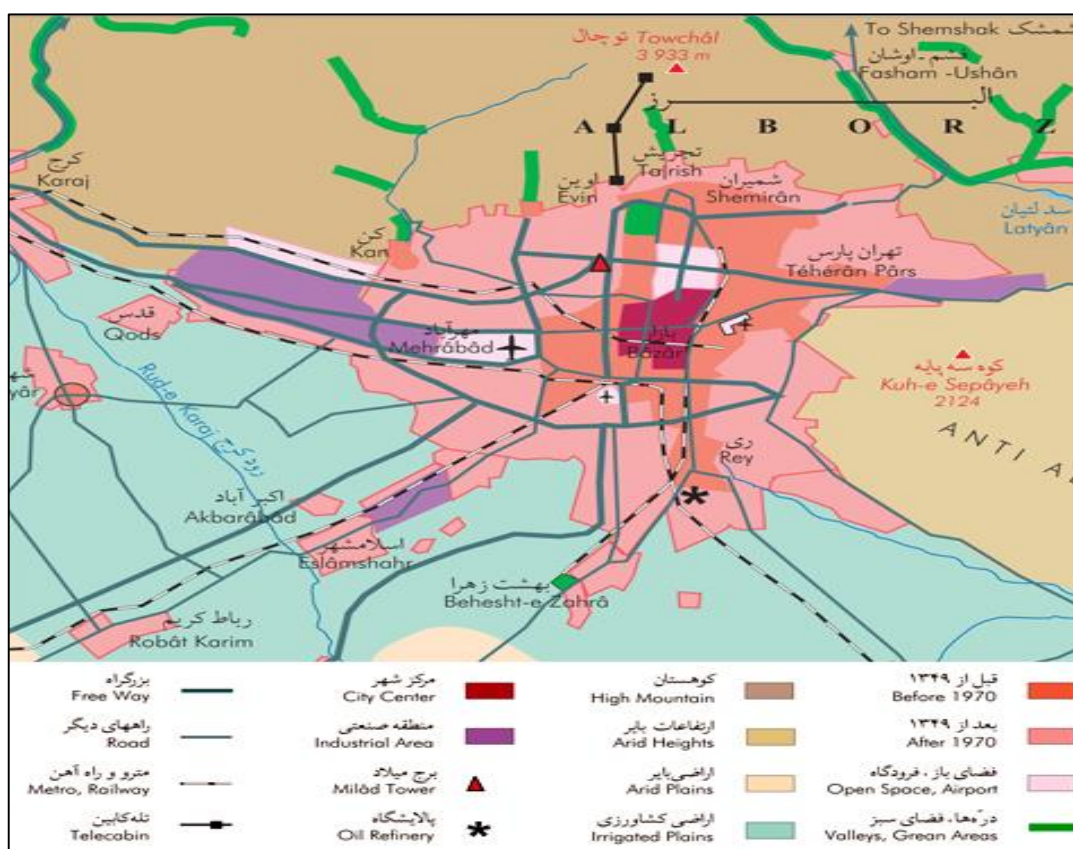 To Shemshak شمشک
توچال Towchâl
3 933 m
فشم - اوشان
Fasham -Ushân
البــرز
A L B O R Z
تجریش
Tajrish
کرج
Karaj
اوین
Evin
شمیران
Shemirân
سد لتیان
Latyân
کن
Kan
تهران پارس
Téhérân Pârs
قدس
Qods
مهرآباد
Mehrâbâd
بازار
Bâzâr
کوه سه پایه
Kuh-e Sepâyeh
2124
ANTI
Rud-e Karaj رود کرج
ری
Rey
اکبر آباد
Akbarâbâd
اسلامشهر
Eslâmshahr
بهشت زهرا
Behesht-e Zahrâ
رباط کریم
Robât Karim
بزرگراه
Free Way
مرکز شهر
City Center
کوهستان
High Mountain
قبل از ۱۳۴۹
Before 1970
راههای دیگر
Road
منطقه صنعتی
Industrial Area
ارتفاعات بایر
Arid Heights
بعد از ۱۳۴۹
After 1970
مترو و راه آهن
Metro, Railway
برج میلاد
Milâd Tower
اراضی بایر
Arid Plains
فضای باز، فرودگاه
Open Space, Airport
تله کابین
Telecabin
پالایشگاه
Oil Refinery
اراضی کشاورزی
Irrigated Plains
دره‌ها، فضای سبز
Valleys, Grean Areas